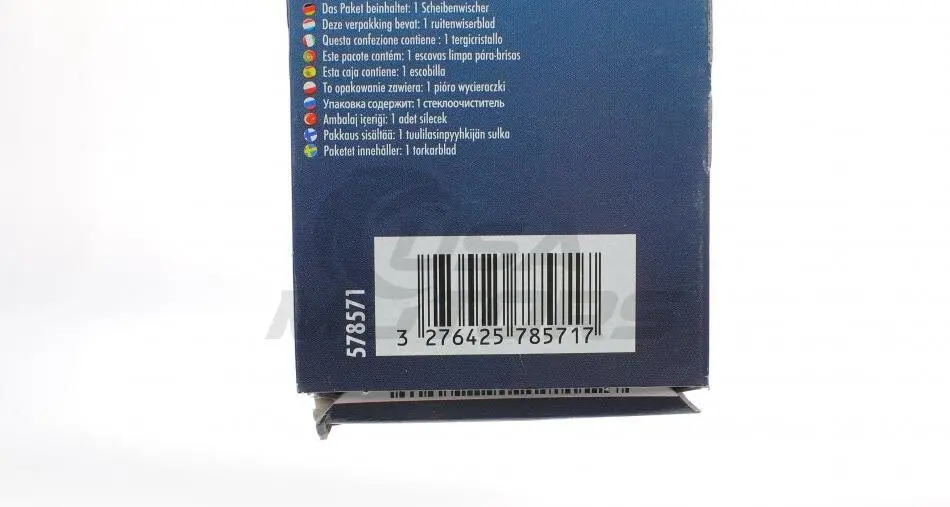 Das Paket beinhaltet: 1 Scheibenwischer
Deze verpakking bevat: 1 ruitenwiserblad
Questa confezione contiene : 1 tergicristallo
Este pacote contém: 1 escovas limpa pára-brisas
Esta caja contiene: 1 escobilla
To opakowanie zawiera: 1 pióro wycieraczki
Упаковка содержит: 1 стеклоочиститель
Ambalaj içeriği: 1 adet silecek
Pakkaus sisältää: 1 tuulilasinpyyhkijän sulka
Paketet innehåller: 1 torkarblad
USA
MOTORS
578571
3 276425 785717